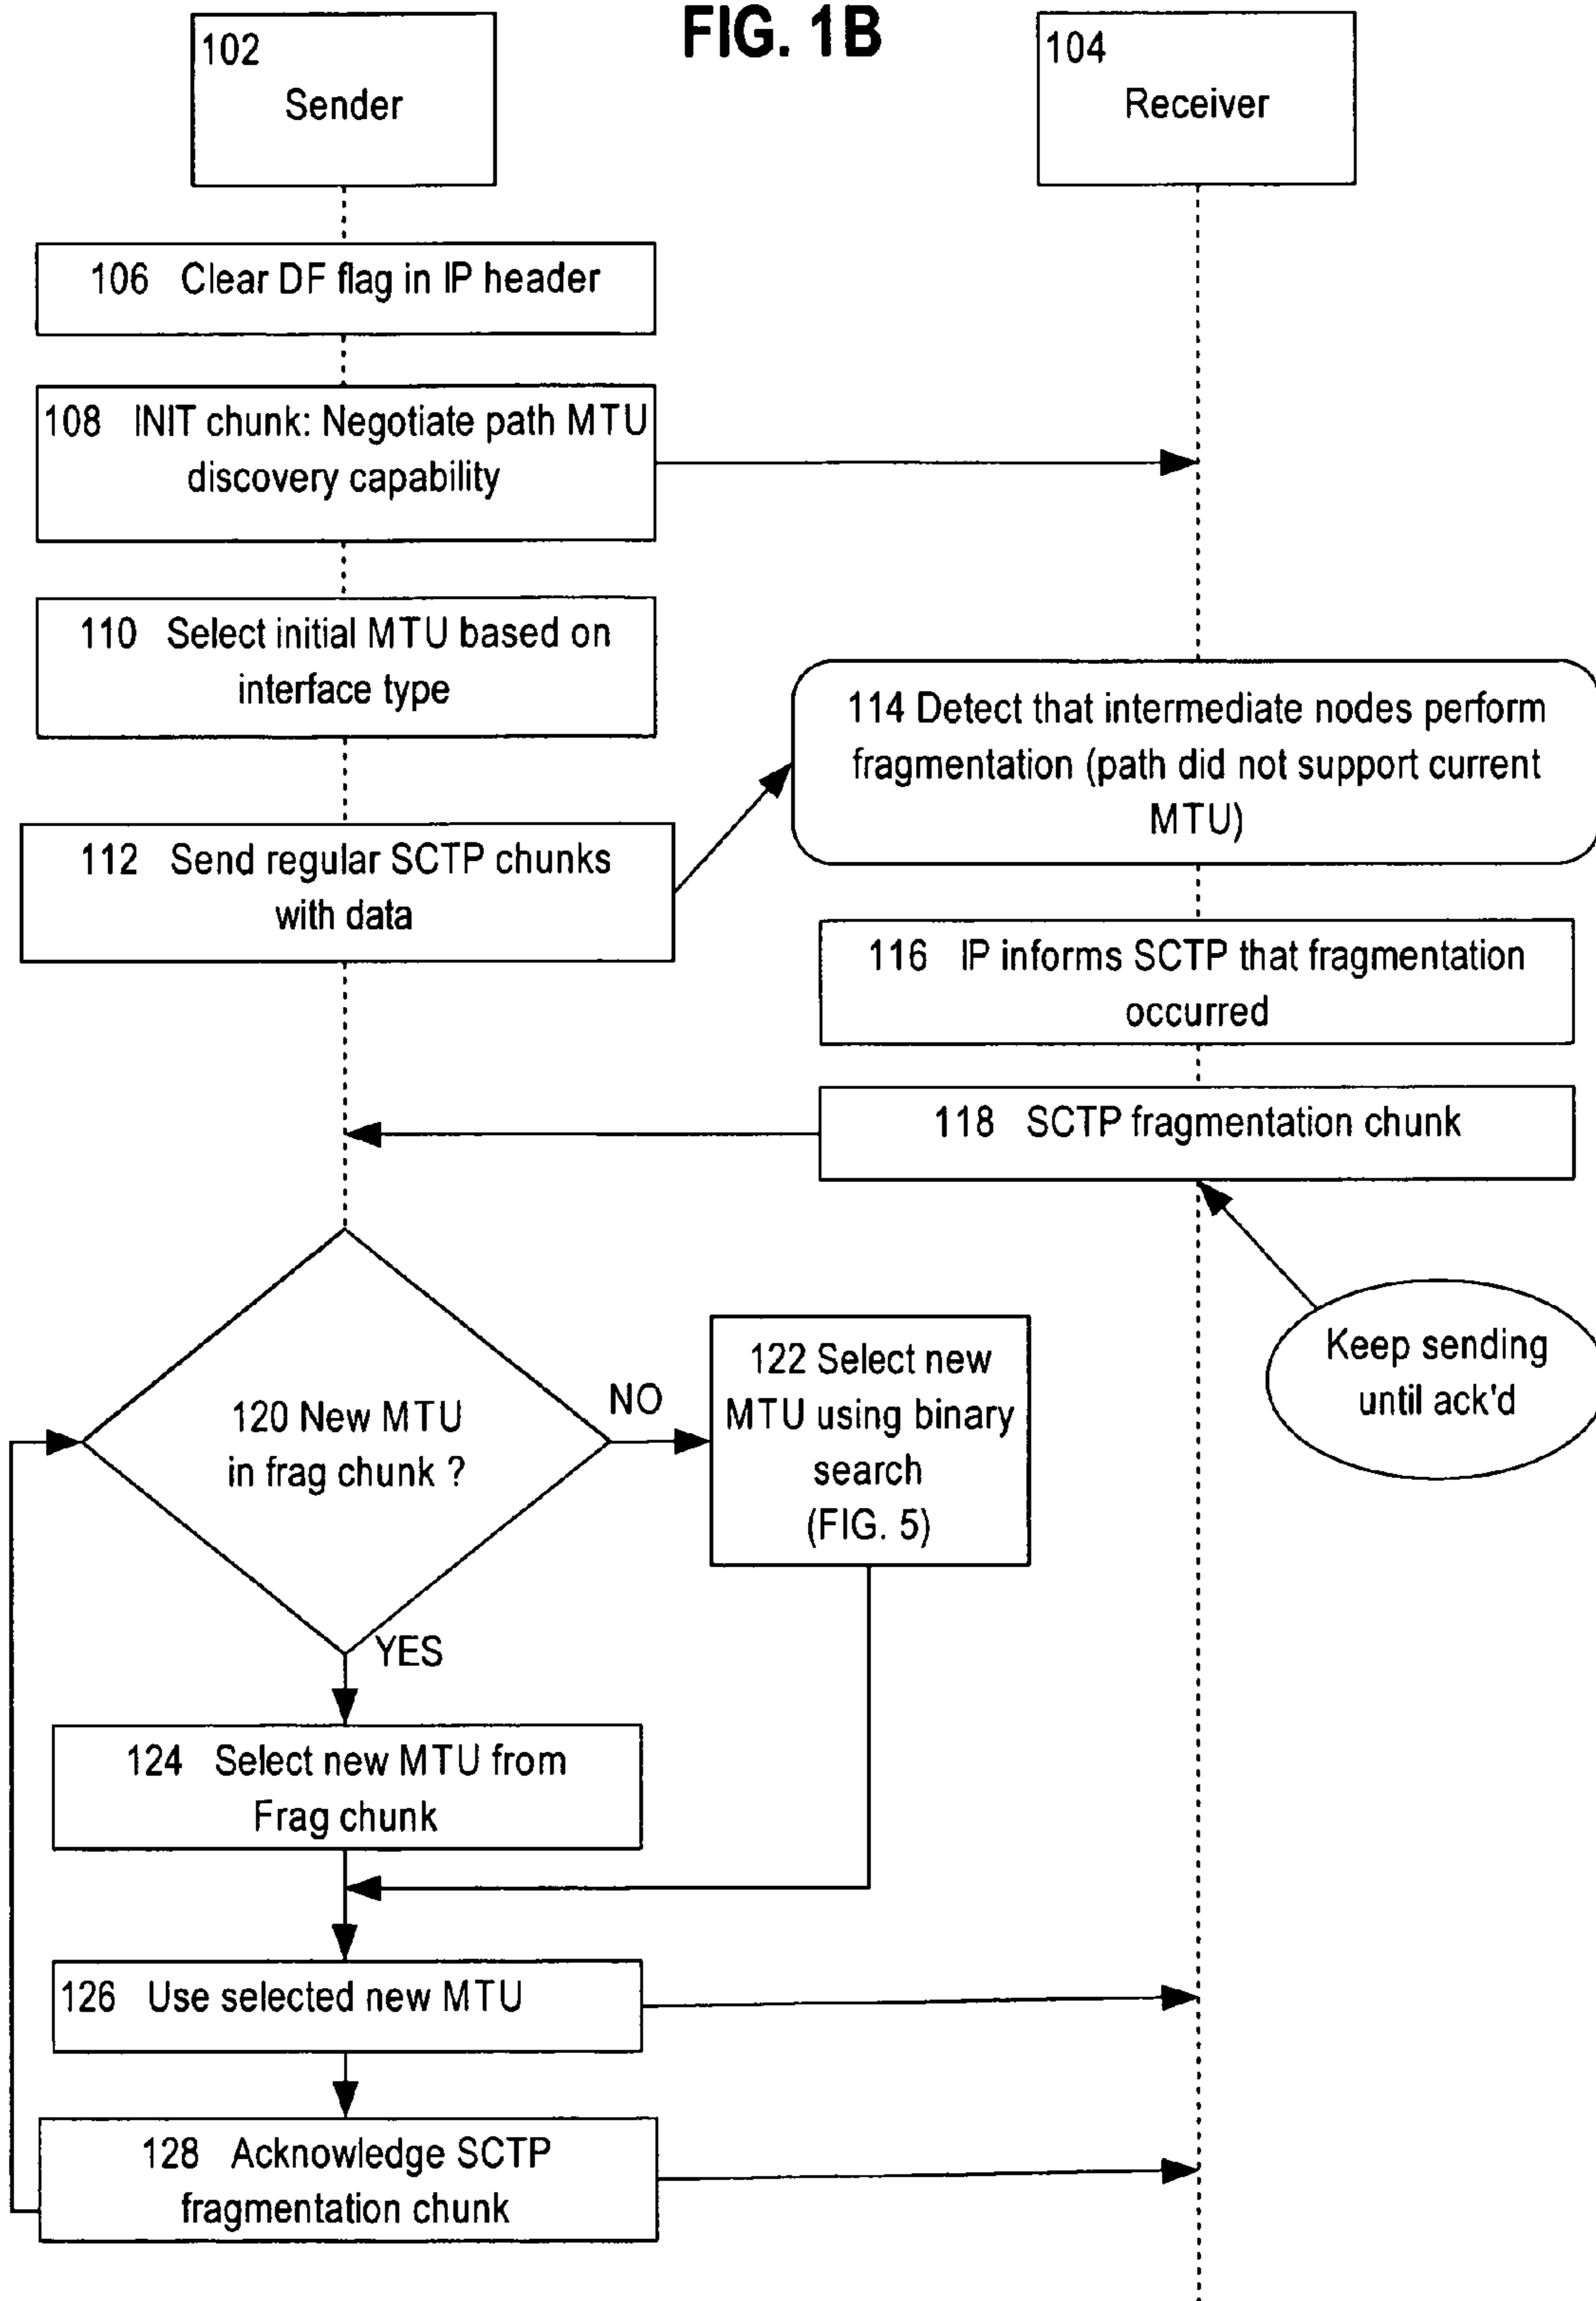 FIG. 1B
102
Sender
104
Receiver
106 Clear DF flag in IP header
108 INIT chunk: Negotiate path MTU
discovery capability
110 Select initial MTU based on
interface type
114 Detect that intermediate nodes perform
fragmentation (path did not support current
MTU)
112 Send regular SCTP chunks
with data
116 IP informs SCTP that fragmentation
occurred
118 SCTP fragmentation chunk
Keep sending
until ack'd
120 New MTU
in frag chunk ?
NO
122 Select new
MTU using binary
search
(FIG. 5)
YES
124 Select new MTU from
Frag chunk
126 Use selected new MTU
128 Acknowledge SCTP
fragmentation chunk